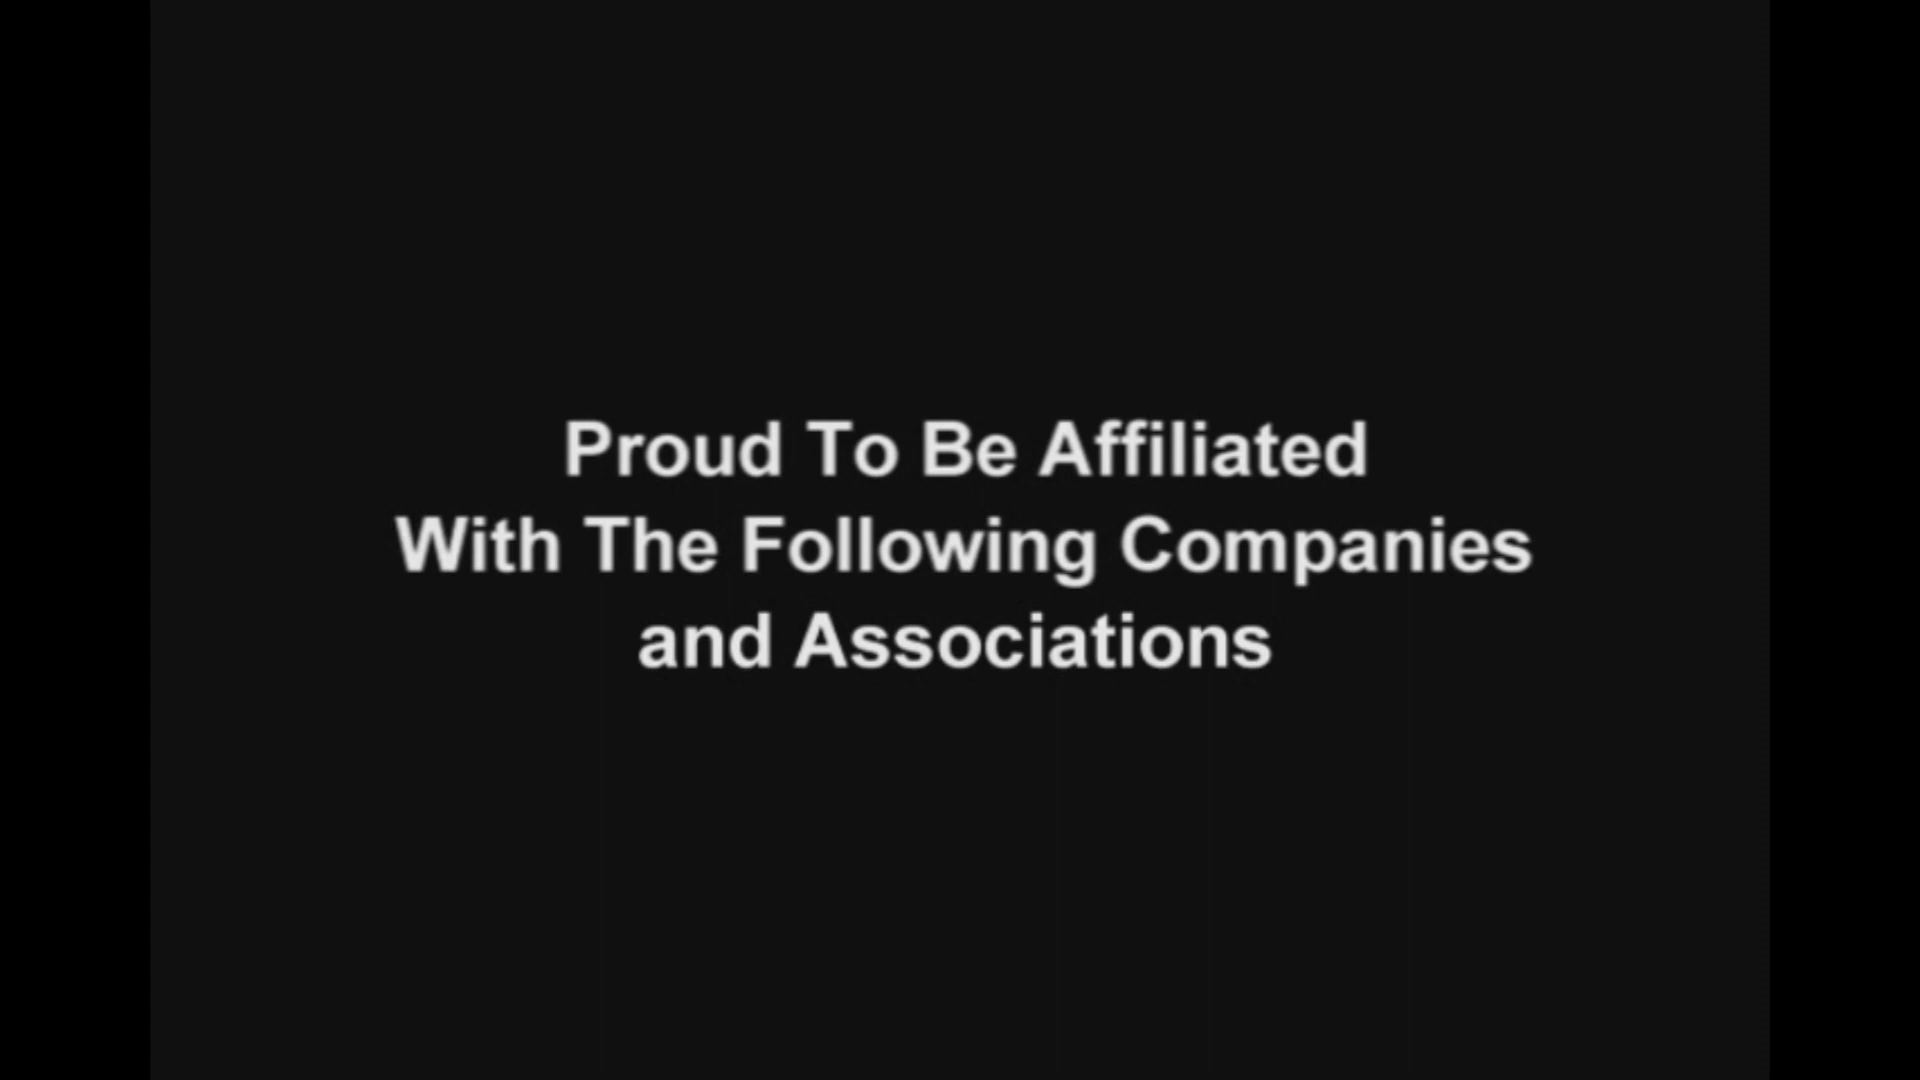 Proud To Be Affiliated
With The Following Companies
and Associations